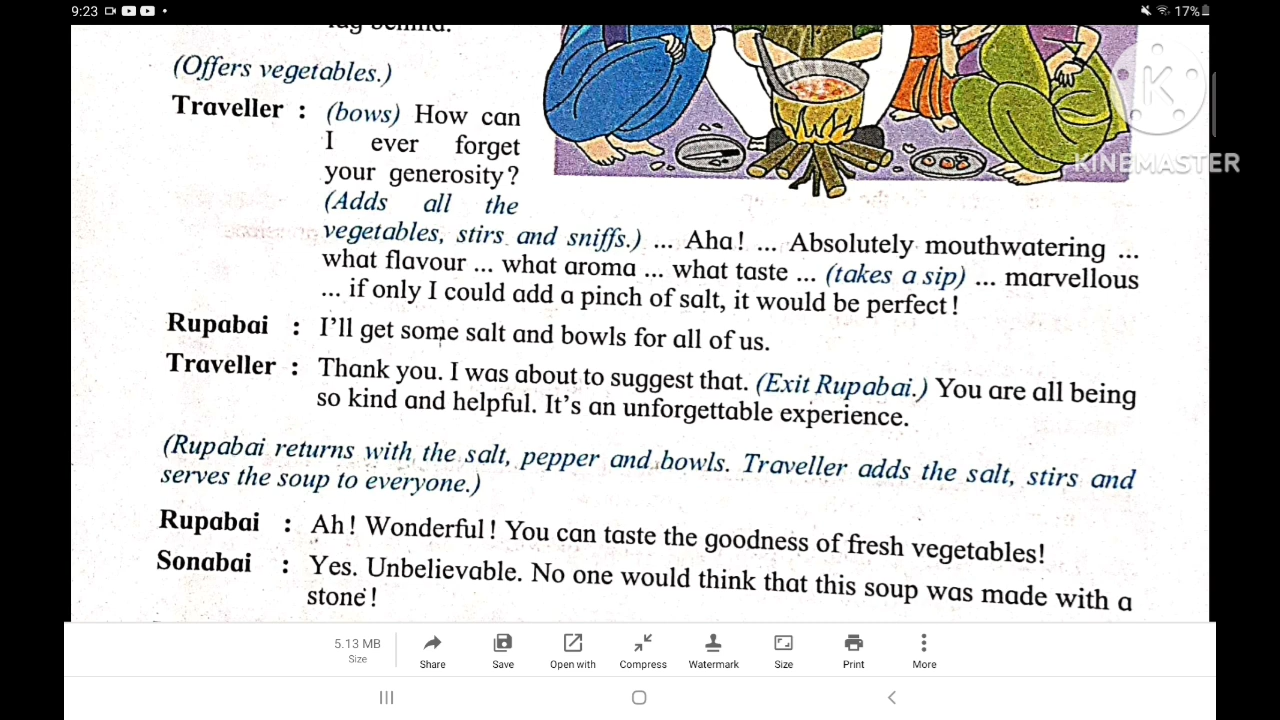 9:23
17%
(Offers vegetables.)
KINEMASTER
Traveller : (bows) How can
I ever forget
your generosity?
(Adds all the
vegetables, stirs and sniffs.) ... Aha! ... Absolutely mouthwatering ...
what flavour ... what aroma ... what taste ... (takes a sip) ... marvellous
... if only I could add a pinch of salt, it would be perfect!
Rupabai : I'll get some salt and bowls for all of us.
Traveller : Thank you. I was about to suggest that. (Exit Rupabai.) You are all being
so kind and helpful. It's an unforgettable experience.
(Rupabai returns with the salt, pepper and bowls. Traveller adds the salt, stirs and
serves the soup to everyone.)
Rupabai : Ah! Wonderful! You can taste the goodness of fresh vegetables!
Sonabai : Yes. Unbelievable. No one would think that this soup was made with a
stone!
5.13 MB
Size
Share
Save
Open with
Compress
Watermark
Size
Print
More